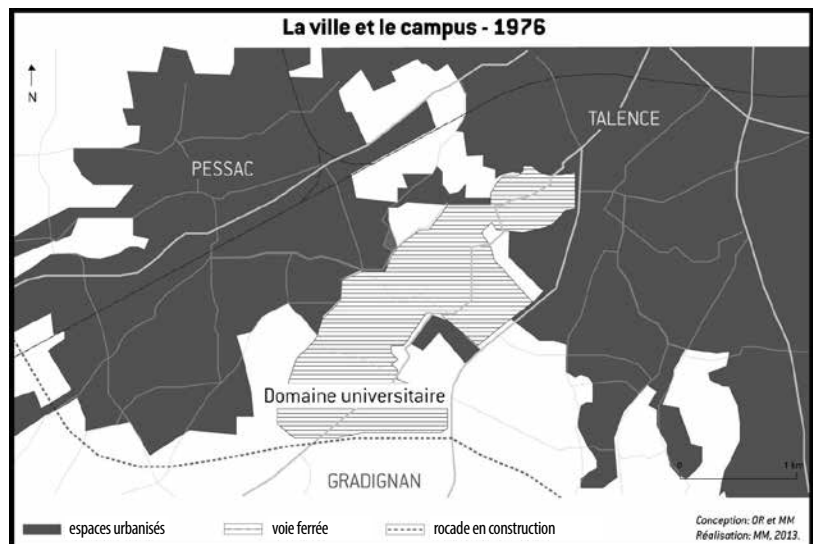 La ville et le campus - 1976
N
TALENCE
PESSAC
Domaine universitaire
0 1 km
GRADIGNAN
espaces urbanisés voie ferrée rocade en construction
Conception: OR et MM
Réalisation: MM, 2013.